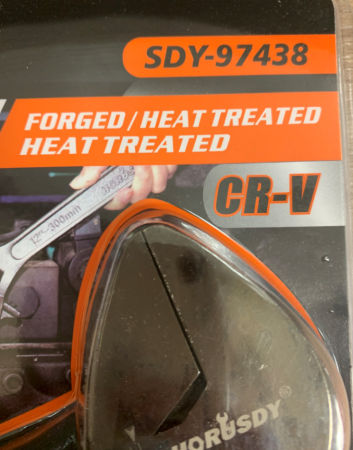 SDY-97438
FORGED / HEAT TREATED
HEAT TREATED
CR-V
12"-300mm
HORUSDY